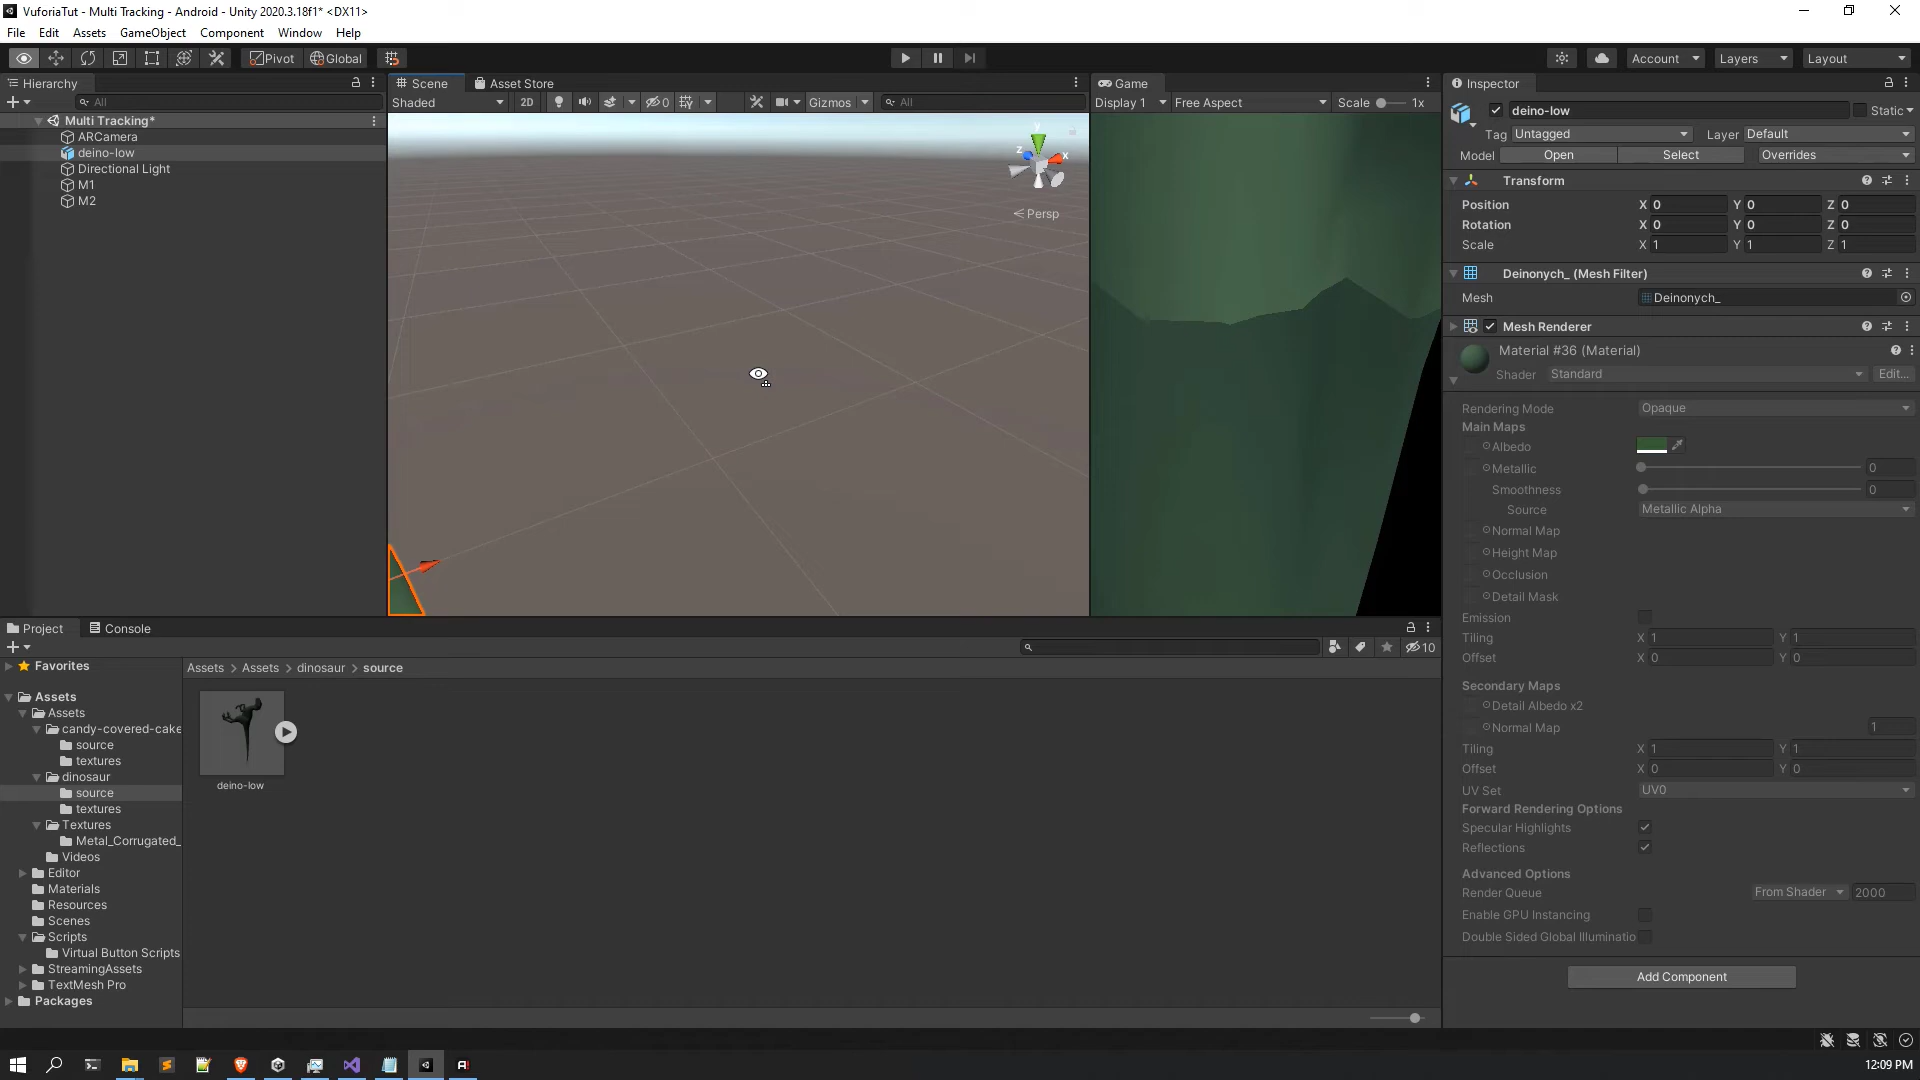 VuforiaTut - Multi Tracking - Android - Unity 2020.3.18f1* <DX11>
File Edit Assets GameObject Component Window Help
Pivot Global Account Layers Layout
Hierarchy
All
Multi Tracking*
ARCamera
deino-low
Directional Light
M1
M2
Scene Asset Store
Shaded 2D 0 Gizmos All
y
z x
Persp
Game
Display 1 Free Aspect Scale 1x
Inspector
deino-low Static
Tag Untagged Layer Default
Model Open Select Overrides
Transform
Position X 0 Y 0 Z 0
Rotation X 0 Y 0 Z 0
Scale X 1 Y 1 Z 1
Deinonych_ (Mesh Filter)
Mesh Deinonych_
Mesh Renderer
Material #36 (Material)
Shader Standard Edit...
Rendering Mode Opaque
Main Maps
Albedo
Metallic 0
Smoothness 0
Source Metallic Alpha
Normal Map
Height Map
Occlusion
Detail Mask
Emission
Tiling X 1 Y 1
Offset X 0 Y 0
Secondary Maps
Detail Albedo x2
Normal Map 1
Tiling X 1 Y 1
Offset X 0 Y 0
UV Set UV0
Forward Rendering Options
Specular Highlights
Reflections
Advanced Options
Render Queue From Shader 2000
Enable GPU Instancing
Double Sided Global Illuminatio
Add Component
Project Console
10
Favorites
Assets
Assets
candy-covered-cake
source
textures
dinosaur
source
textures
Textures
Metal_Corrugated_
Videos
Editor
Materials
Resources
Scenes
Scripts
Virtual Button Scripts
StreamingAssets
TextMesh Pro
Packages
Assets > Assets > dinosaur > source
deino-low
12:09 PM